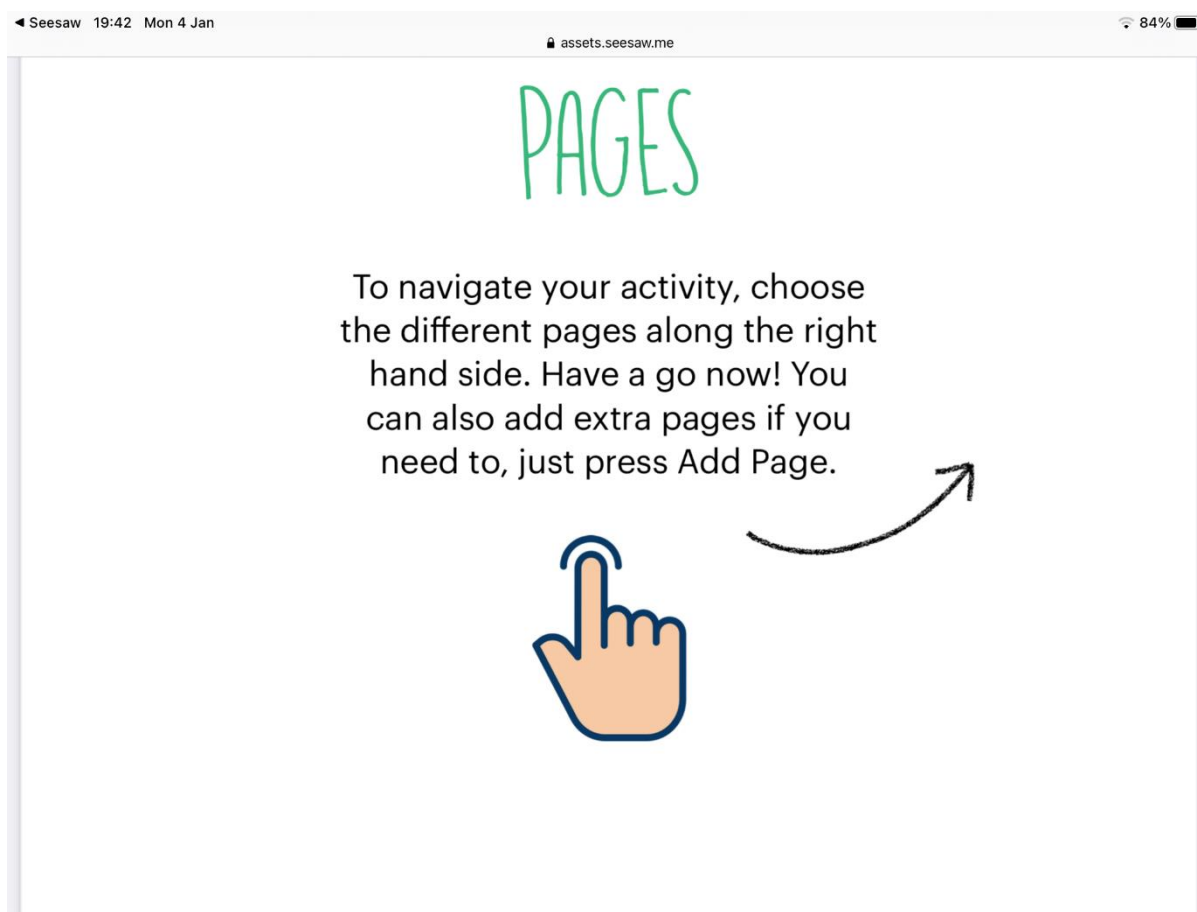 ◀ Seesaw 19:42 Mon 4 Jan 84%
assets.seesaw.me
PAGES
To navigate your activity, choose
the different pages along the right
hand side. Have a go now! You
can also add extra pages if you
need to, just press Add Page.